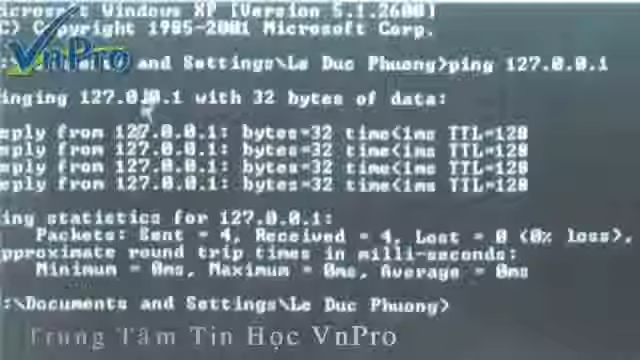 icrosoft Windows XP [Version 5.1.2600]
C) Copyright 1985-2001 Microsoft Corp.
VnPro
:\Documents and Settings\Le Duc Phuong>ping 127.0.0.1
inging 127.0.0.1 with 32 bytes of data:
eply from 127.0.0.1: bytes=32 time<1ms TTL=128
eply from 127.0.0.1: bytes=32 time<1ms TTL=128
eply from 127.0.0.1: bytes=32 time<1ms TTL=128
eply from 127.0.0.1: bytes=32 time<1ms TTL=128
ing statistics for 127.0.0.1:
Packets: Sent = 4, Received = 4, Lost = 0 (0% loss),
pproximate round trip times in milli-seconds:
Minimum = 0ms, Maximum = 0ms, Average = 0ms
:\Documents and Settings\Le Duc Phuong>
Trung Tâm Tin Học VnPro